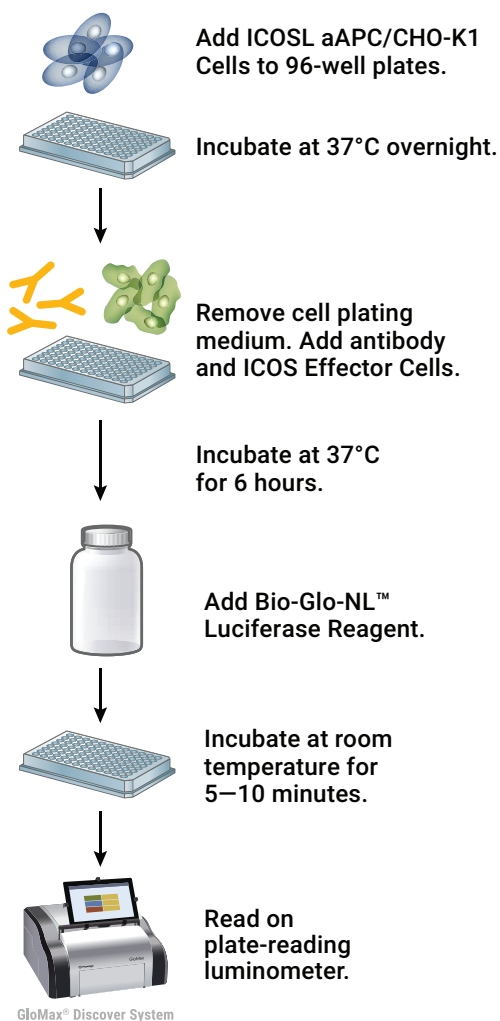 Add ICOSL aAPC/CHO-K1
Cells to 96-well plates.
Incubate at 37°C overnight.
Remove cell plating
medium. Add antibody
and ICOS Effector Cells.
Incubate at 37°C
for 6 hours.
Add Bio-Glo-NL™
Luciferase Reagent.
Incubate at room
temperature for
5—10 minutes.
Read on
plate-reading
luminometer.
GloMax® Discover System